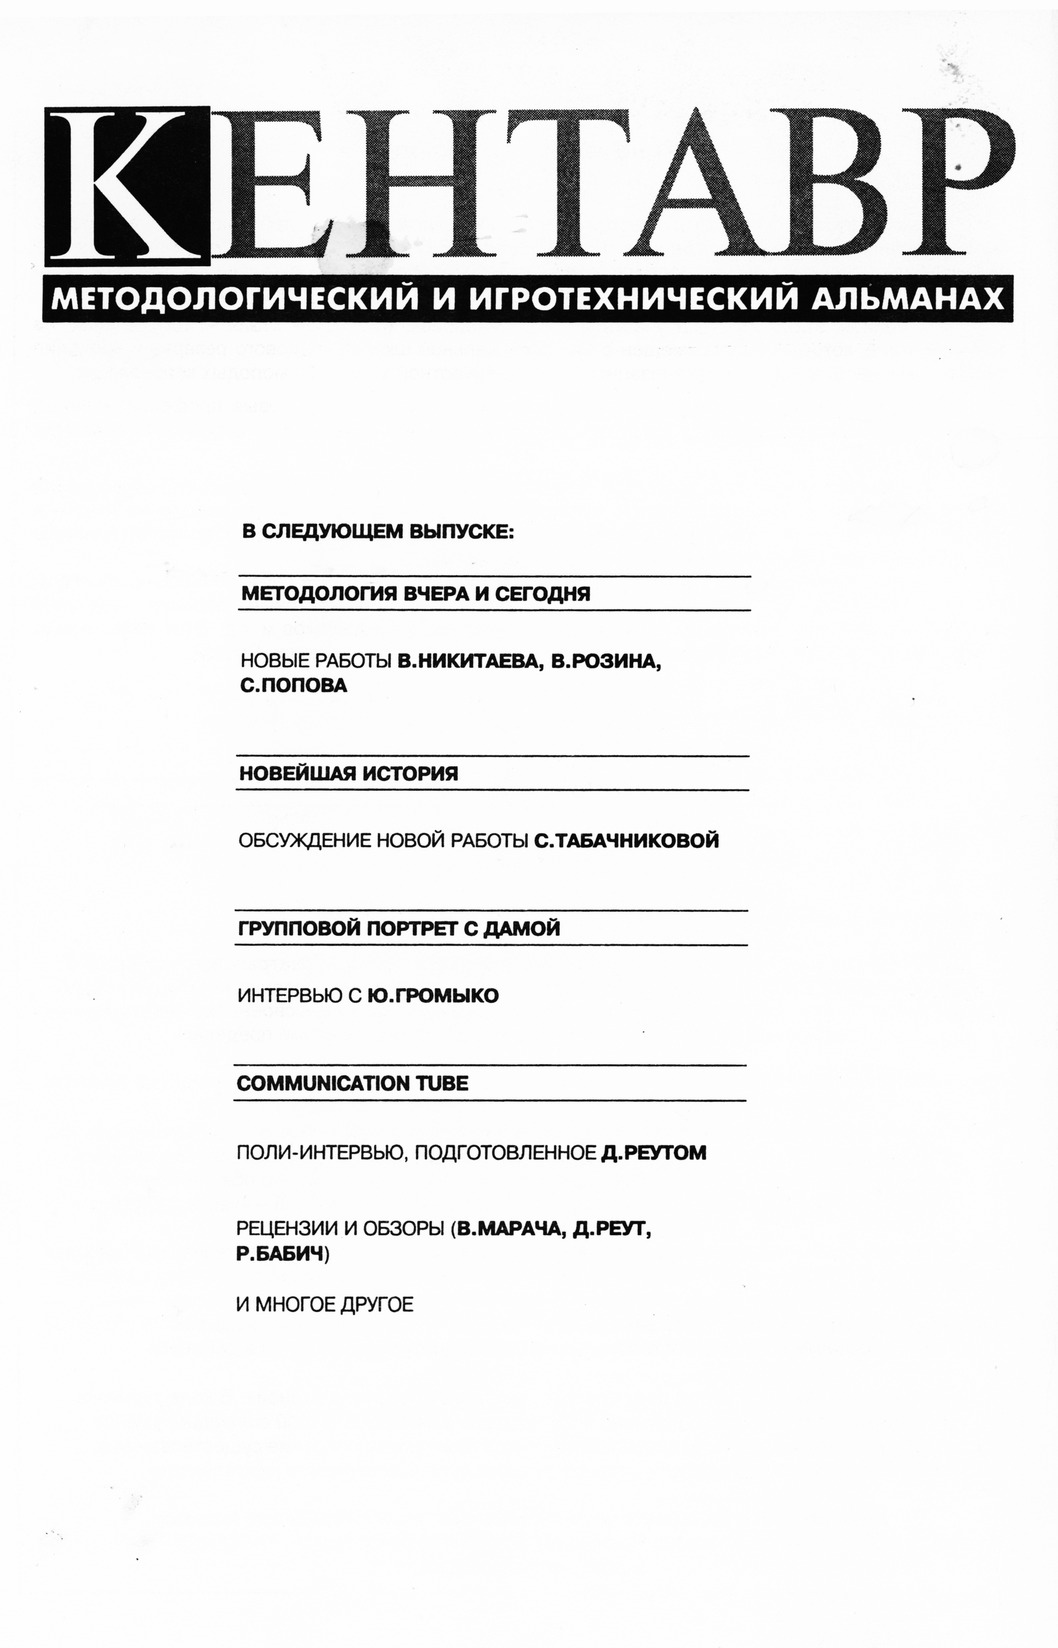 КЕНТАВР
МЕТОДОЛОГИЧЕСКИЙ И ИГРОТЕХНИЧЕСКИЙ АЛЬМАНАХ
В СЛЕДУЮЩЕМ ВЫПУСКЕ:
МЕТОДОЛОГИЯ ВЧЕРА И СЕГОДНЯ
НОВЫЕ РАБОТЫ В.НИКИТАЕВА, В.РОЗИНА,
С.ПОПОВА
НОВЕЙШАЯ ИСТОРИЯ
ОБСУЖДЕНИЕ НОВОЙ РАБОТЫ С.ТАБАЧНИКОВОЙ
ГРУППОВОЙ ПОРТРЕТ С ДАМОЙ
ИНТЕРВЬЮ С Ю.ГРОМЫКО
COMMUNICATION TUBE
ПОЛИ-ИНТЕРВЬЮ, ПОДГОТОВЛЕННОЕ Д.РЕУТОМ
РЕЦЕНЗИИ И ОБЗОРЫ (В.МАРАЧА, Д.РЕУТ,
Р.БАБИЧ)
И МНОГОЕ ДРУГОЕ